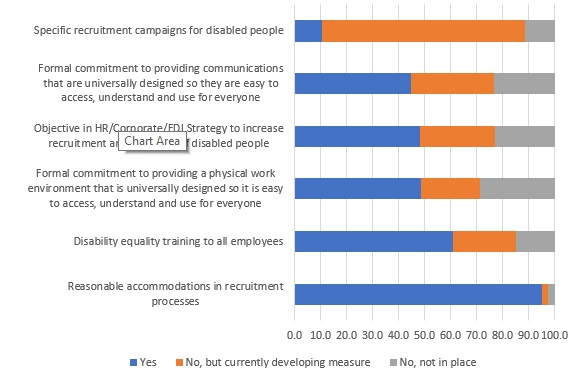 Specific recruitment campaigns for disabled people
Formal commitment to providing communications
that are universally designed so they are easy to
access, understand and use for everyone
Objective in HR/Corporate/EDI Strategy to increase
recruitment an Chart Area f disabled people
Formal commitment to providing a physical work
environment that is universally designed so it is easy
to access, understand and use for everyone
Disability equality training to all employees
Reasonable accommodations in recruitment
processes
0.0 10.0 20.0 30.0 40.0 50.0 60.0 70.0 80.0 90.0 100.0
Yes No, but currently developing measure No, not in place